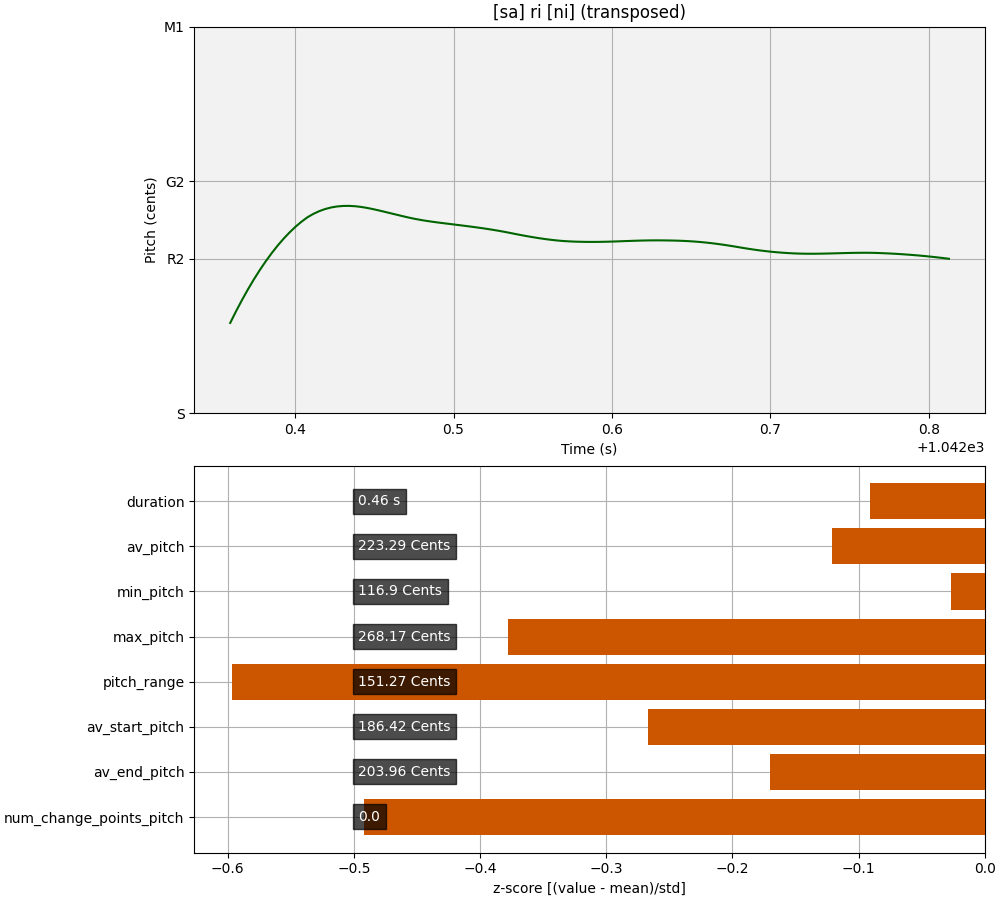 [sa] ri [ni] (transposed)
M1
G2
R2
S
Pitch (cents)
0.4 0.5 0.6 0.7 0.8
Time (s)
+1.042e3
duration 0.46 s
av_pitch 223.29 Cents
min_pitch 116.9 Cents
max_pitch 268.17 Cents
pitch_range 151.27 Cents
av_start_pitch 186.42 Cents
av_end_pitch 203.96 Cents
num_change_points_pitch 0.0
−0.6 −0.5 −0.4 −0.3 −0.2 −0.1 0.0
z-score [(value - mean)/std]